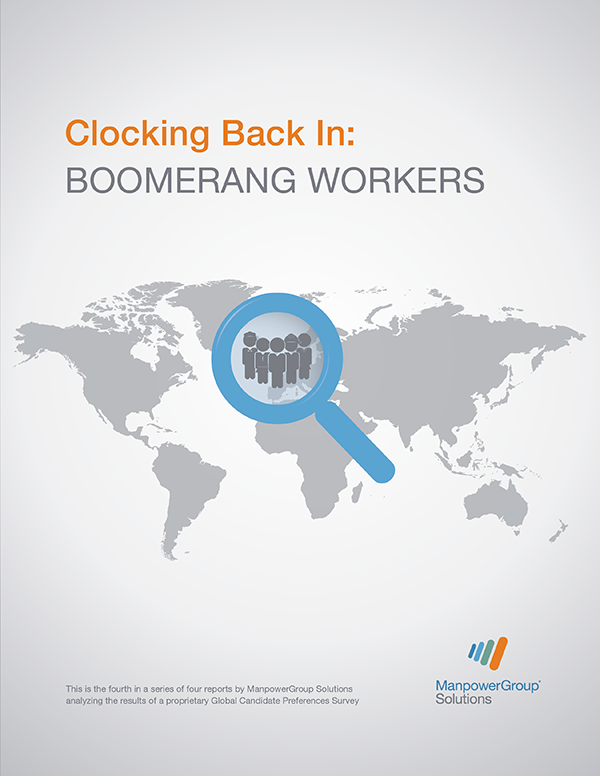 Clocking Back In:
BOOMERANG WORKERS
This is the fourth in a series of four reports by ManpowerGroup Solutions
analyzing the results of a proprietary Global Candidate Preferences Survey
ManpowerGroup®
Solutions